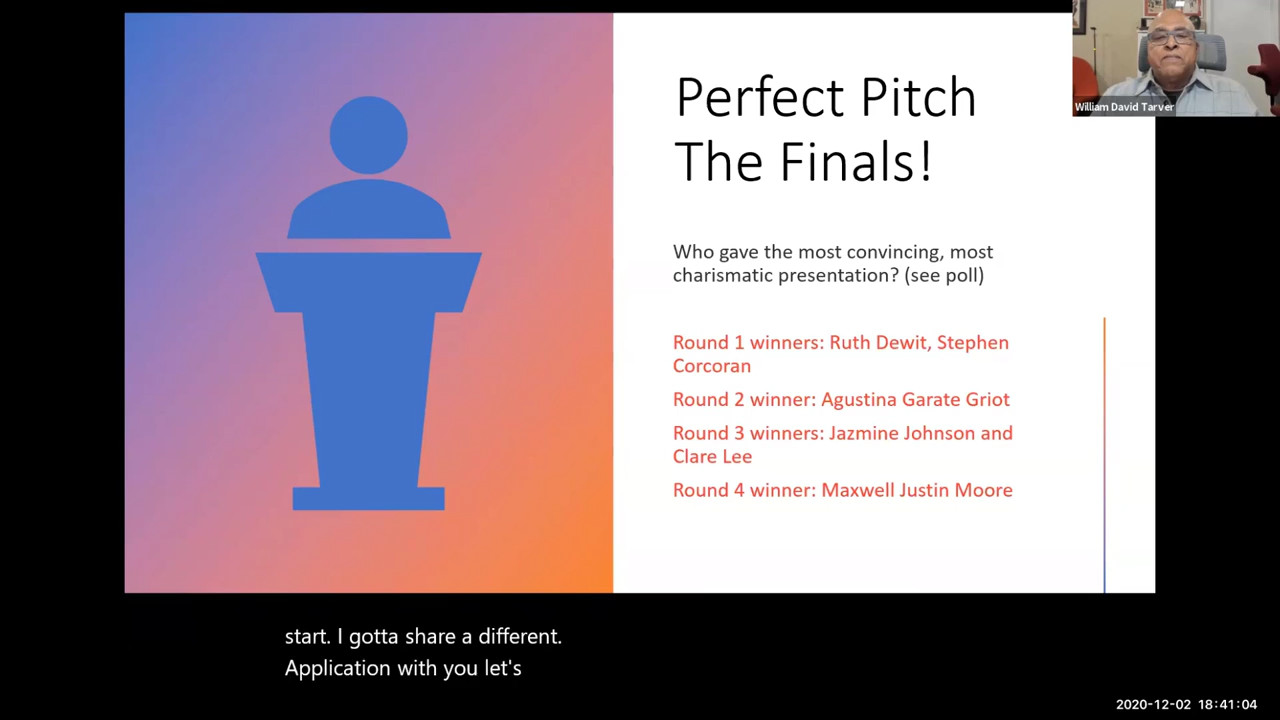 Perfect Pitch
The Finals!
William David Tarver
Who gave the most convincing, most
charismatic presentation? (see poll)
Round 1 winners: Ruth Dewit, Stephen
Corcoran
Round 2 winner: Agustina Garate Griot
Round 3 winners: Jazmine Johnson and
Clare Lee
Round 4 winner: Maxwell Justin Moore
start. I gotta share a different.
Application with you let's
2020-12-02 18:41:04